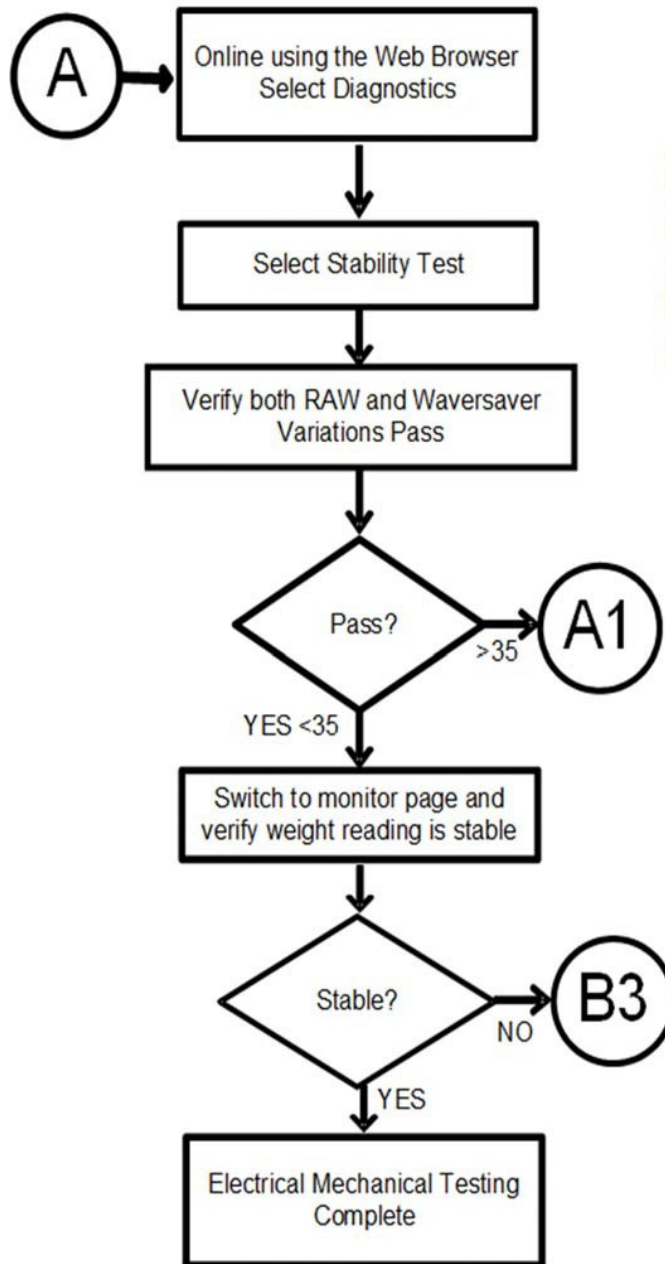 A
Online using the Web Browser
Select Diagnostics
Select Stability Test
Verify both RAW and Waversaver
Variations Pass
Pass?
>35
A1
YES <35
Switch to monitor page and
verify weight reading is stable
Stable?
NO
B3
YES
Electrical Mechanical Testing
Complete